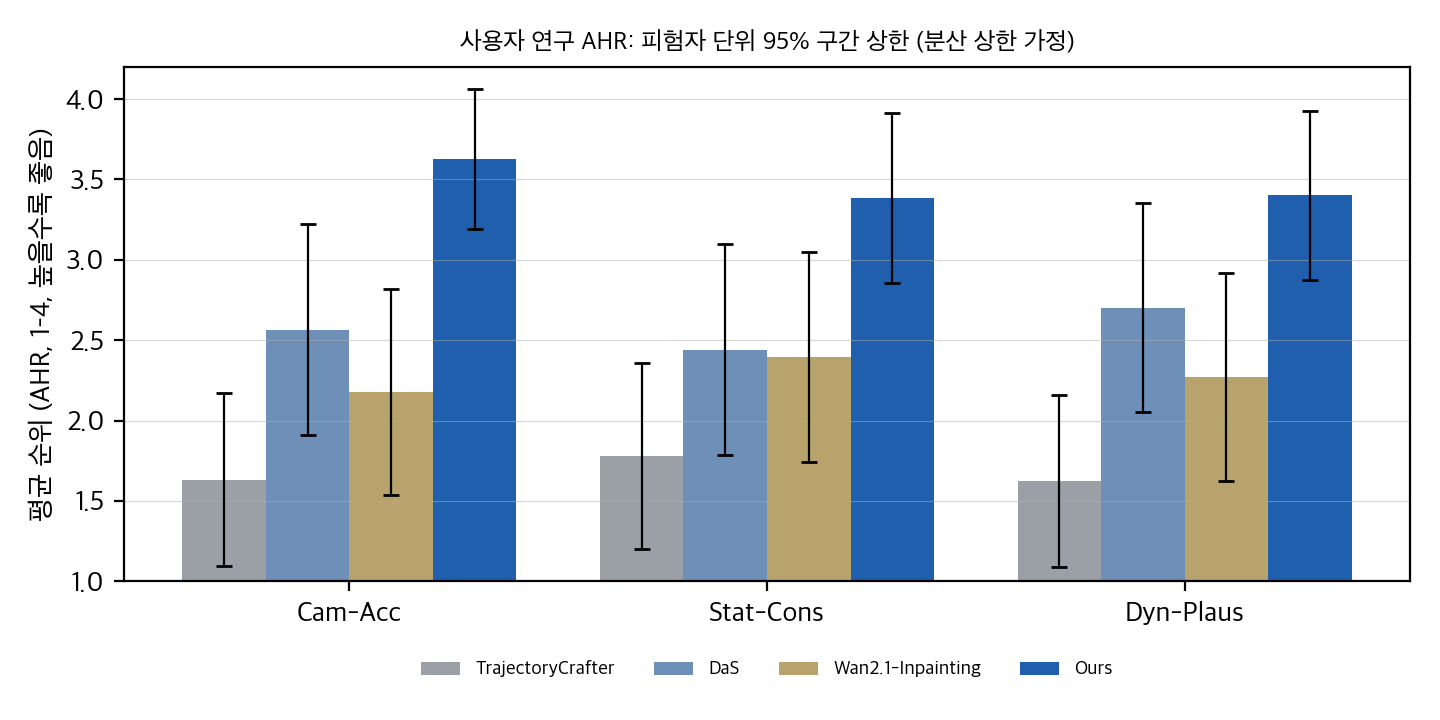 사용자 연구 AHR: 피험자 단위 95% 구간 상한 (분산 상한 가정)
평균 순위 (AHR, 1-4, 높을수록 좋음)
4.0
3.5
3.0
2.5
2.0
1.5
1.0
Cam-Acc Stat-Cons Dyn-Plaus
TrajectoryCrafter DaS Wan2.1-Inpainting Ours